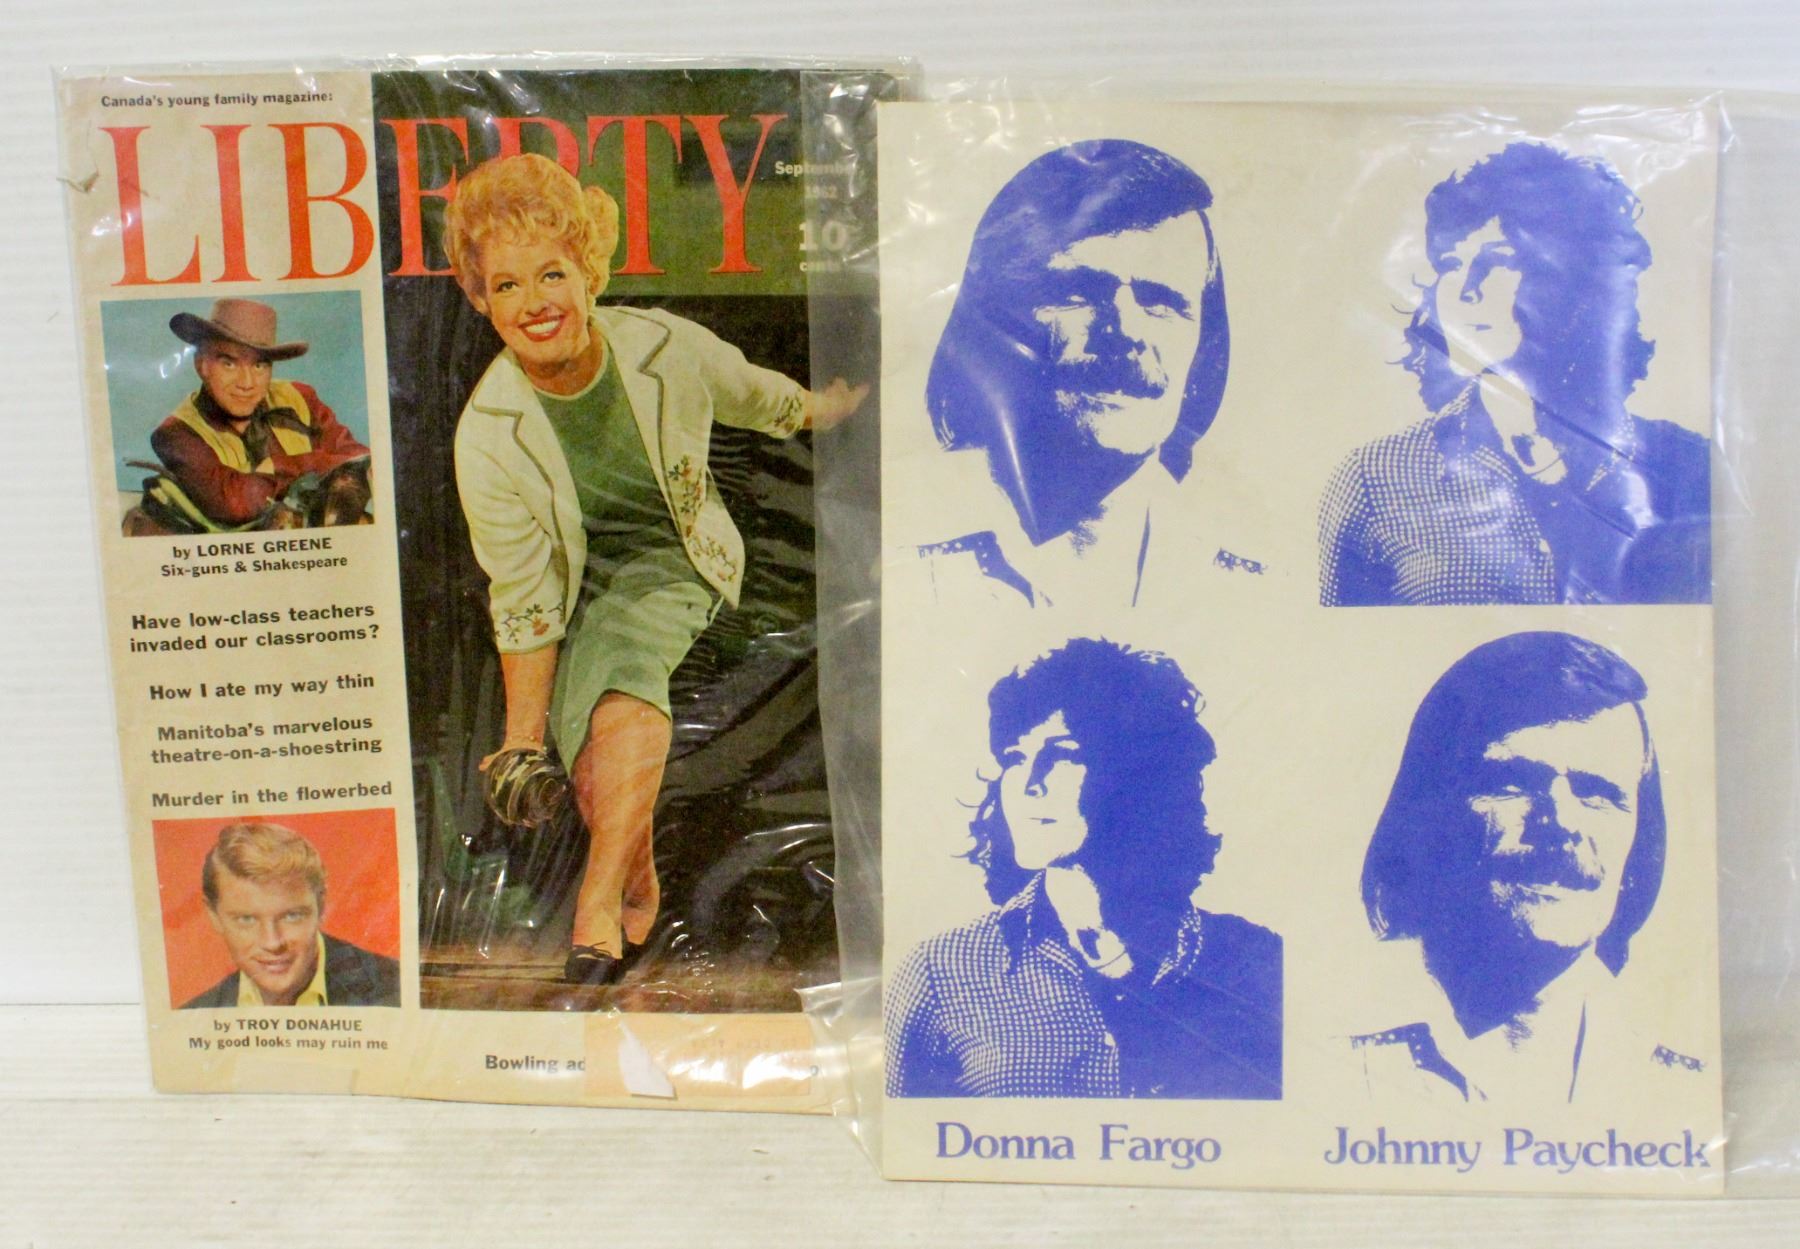 Canada's young family magazine:
LIBERTY
September
1962
10
cents
by LORNE GREENE
Six-guns & Shakespeare
Have low-class teachers
invaded our classrooms?
How I ate my way thin
Manitoba's marvelous
theatre-on-a-shoestring
Murder in the flowerbed
by TROY DONAHUE
My good looks may ruin me
Bowling
Donna Fargo
Johnny Paycheck